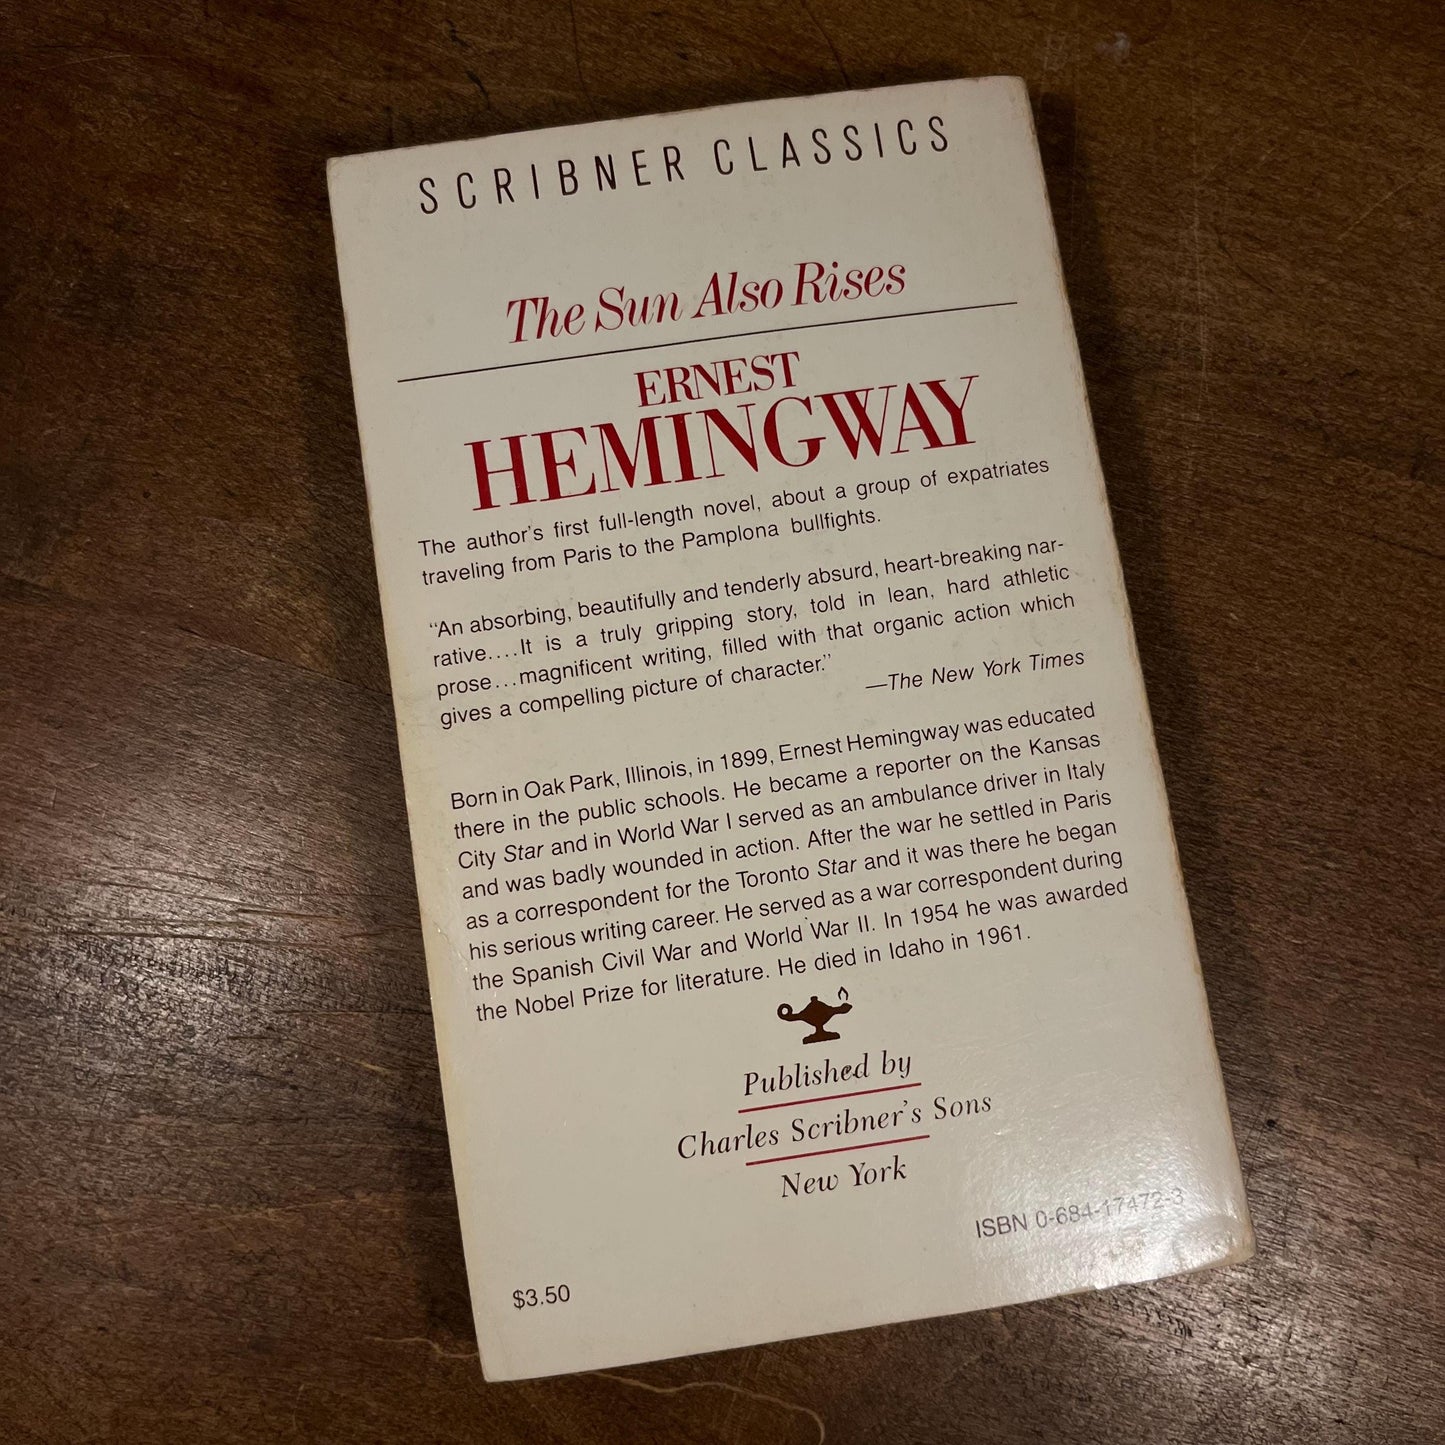 SCRIBNER CLASSICS
The Sun Also Rises
ERNEST
HEMINGWAY
The author's first full-length novel, about a group of expatriates
traveling from Paris to the Pamplona bullfights.
“An absorbing, beautifully and tenderly absurd, heart-breaking nar-
rative....It is a truly gripping story, told in lean, hard athletic
prose...magnificent writing, filled with that organic action which
gives a compelling picture of character.”
—The New York Times
Born in Oak Park, Illinois, in 1899, Ernest Hemingway was educated
there in the public schools. He became a reporter on the Kansas
City Star and in World War I served as an ambulance driver in Italy
and was badly wounded in action. After the war he settled in Paris
as a correspondent for the Toronto Star and it was there he began
his serious writing career. He served as a war correspondent during
the Spanish Civil War and World War II. In 1954 he was awarded
the Nobel Prize for literature. He died in Idaho in 1961.
Published by
Charles Scribner's Sons
New York
ISBN 0-684-17472-3
$3.50